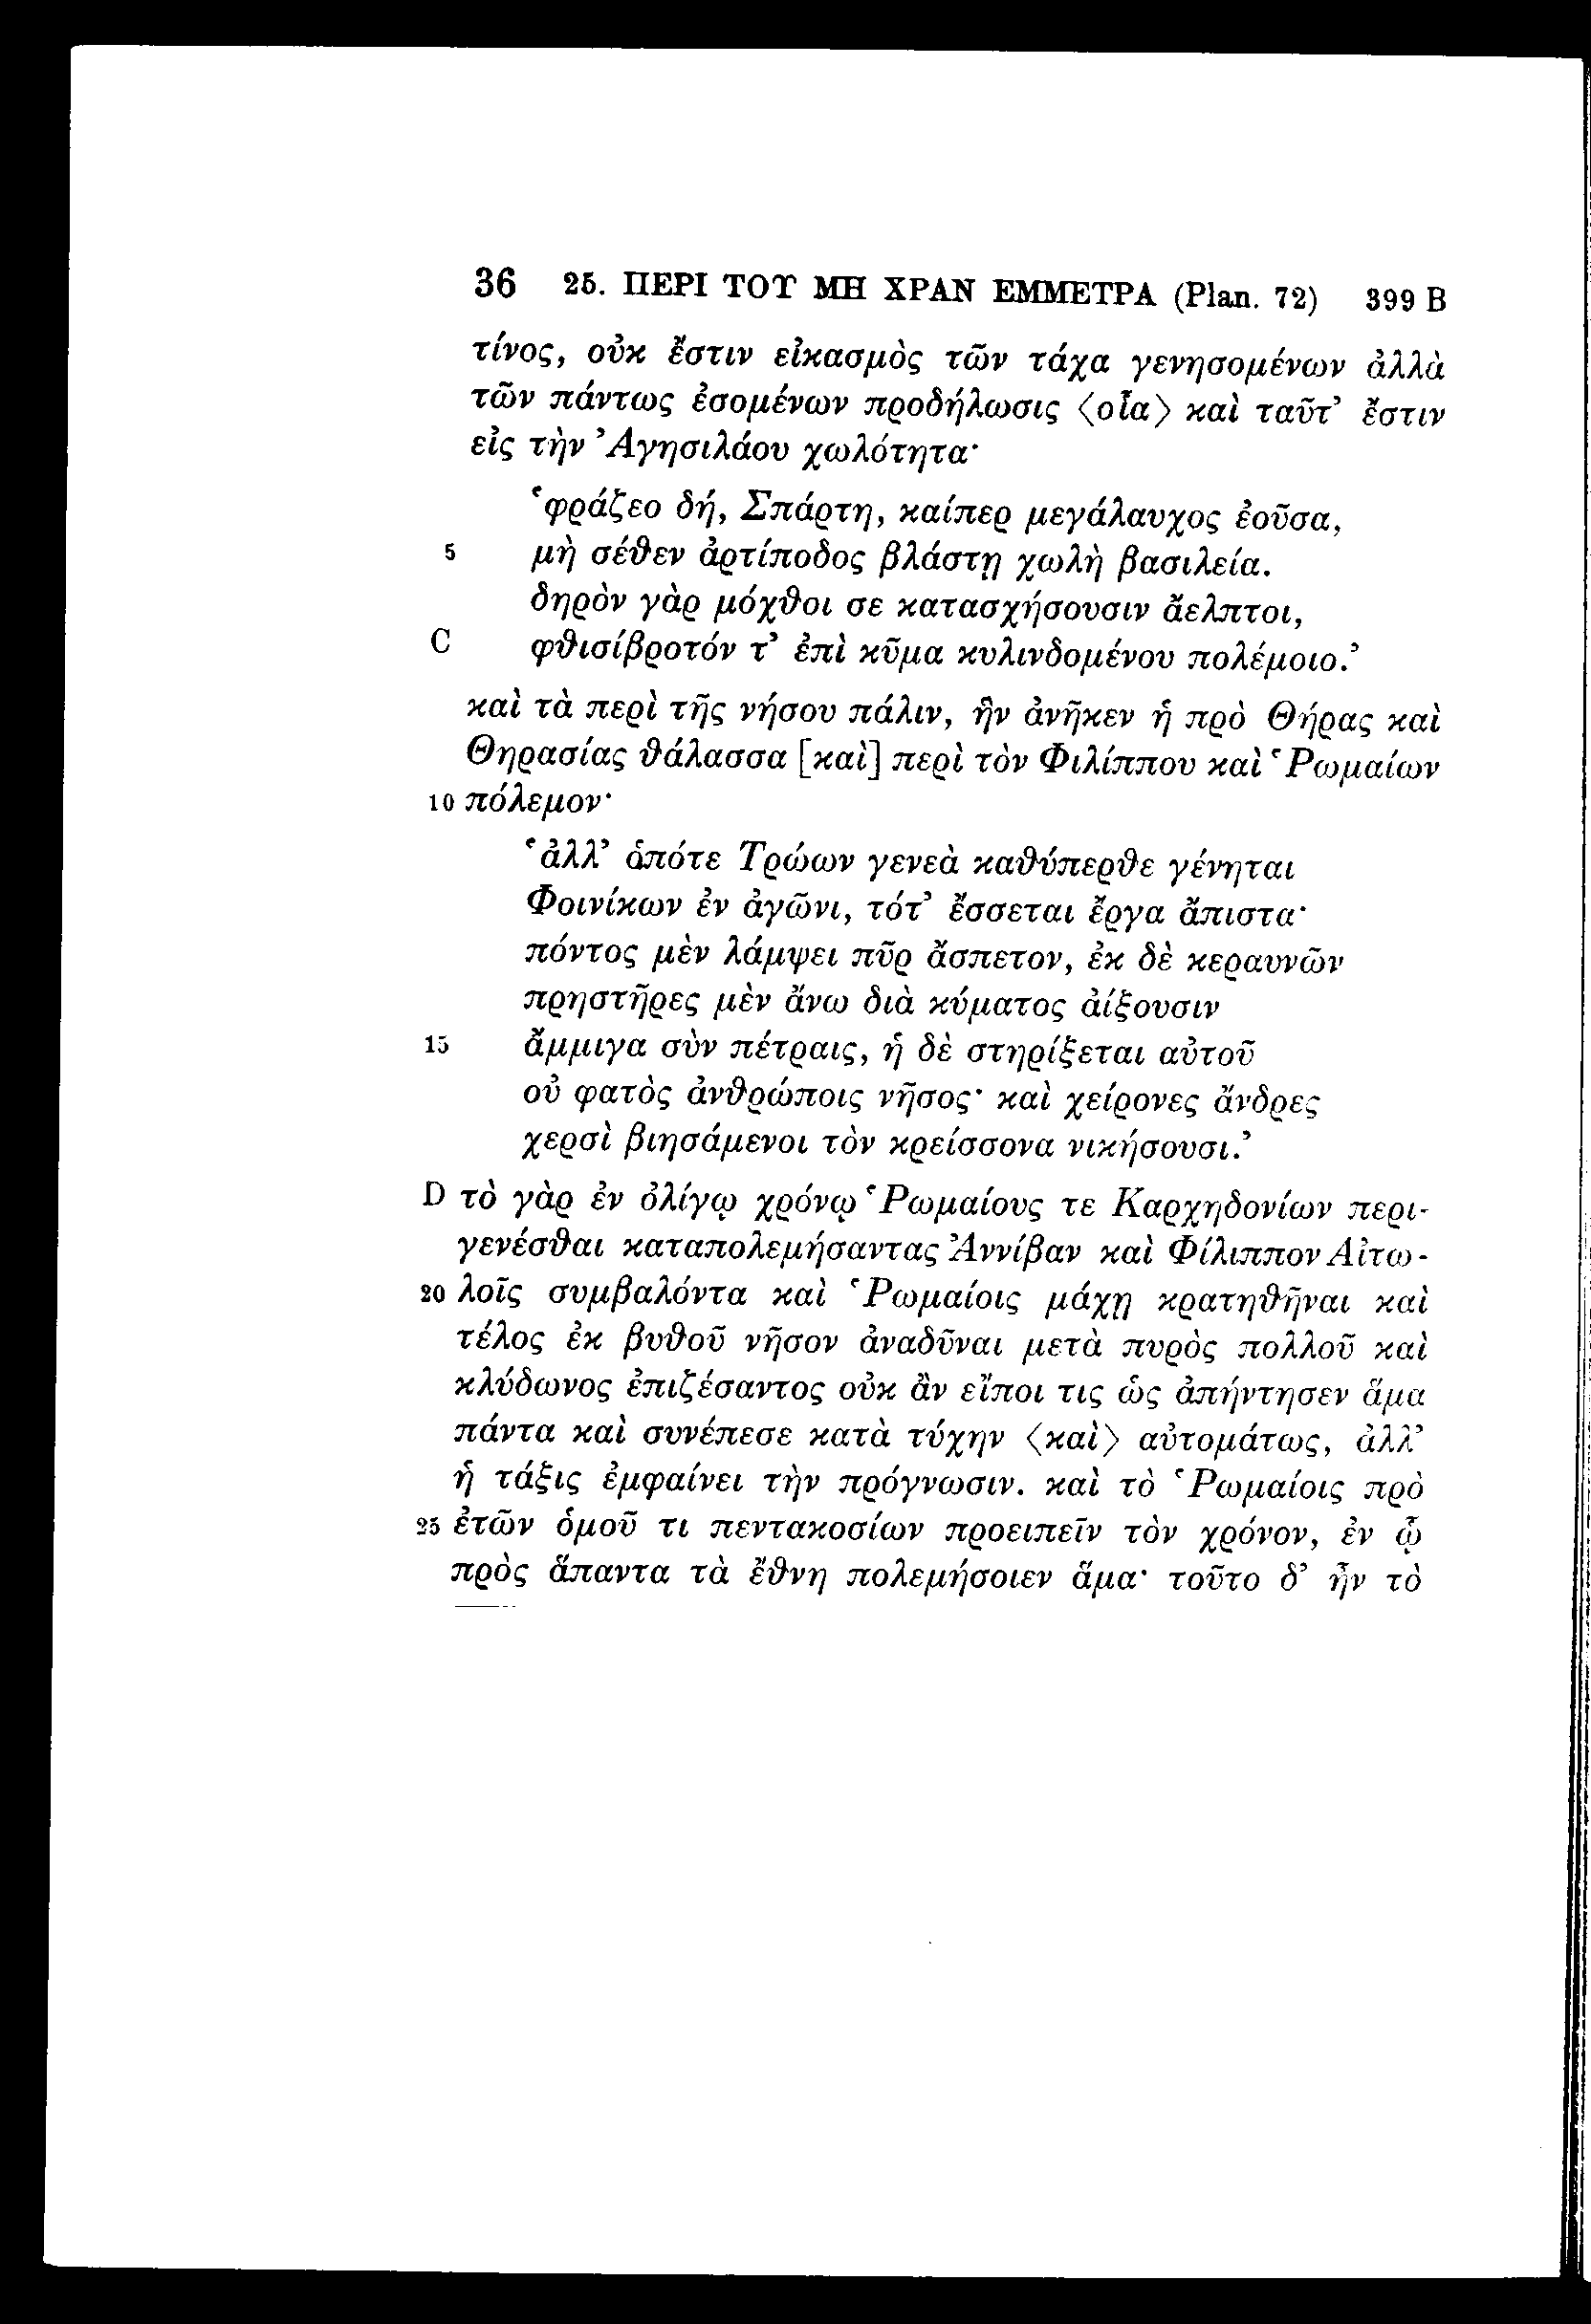 36 25. ΠΕΡΙ ΤΟΥ ΜΗ ΧΡΑΝ ΕΜΜΕΤΡΑ (Plan. 72) 399 B
τίνος, οὐκ ἔστιν εἰκασμὸς τῶν τάχα γενησομένων ἀλλὰ
τῶν πάντως ἐσομένων προδήλωσις ⟨οἷα⟩ καὶ ταῦτ’ ἔστιν
εἰς τὴν Ἀγησιλάου χωλότητα·
‘φράζεο δή, Σπάρτη, καίπερ μεγάλαυχος ἐοῦσα,
5 μὴ σέθεν ἀρτίποδος βλάστῃ χωλὴ βασιλεία.
δηρὸν γὰρ μόχθοι σε κατασχήσουσιν ἄελπτοι,
C φθισίβροτόν τ’ ἐπὶ κῦμα κυλινδομένου πολέμοιο.’
καὶ τὰ περὶ τῆς νήσου πάλιν, ἣν ἀνῆκεν ἡ πρὸ Θήρας καὶ
Θηρασίας θάλασσα [καὶ] περὶ τὸν Φιλίππου καὶ Ῥωμαίων
10 πόλεμον·
‘ἀλλ’ ὁπότε Τρώων γενεὰ καθύπερθε γένηται
Φοινίκων ἐν ἀγῶνι, τότ’ ἔσσεται ἔργα ἄπιστα·
πόντος μὲν λάμψει πῦρ ἄσπετον, ἐκ δὲ κεραυνῶν
πρηστῆρες μὲν ἄνω διὰ κύματος ἀίξουσιν
15 ἄμμιγα σὺν πέτραις, ἡ δὲ στηρίξεται αὐτοῦ
οὐ φατὸς ἀνθρώποις νῆσος· καὶ χείρονες ἄνδρες
χερσὶ βιησάμενοι τὸν κρείσσονα νικήσουσι.’
D τὸ γὰρ ἐν ὀλίγῳ χρόνῳ Ῥωμαίους τε Καρχηδονίων περι-
γενέσθαι καταπολεμήσαντας Ἀννίβαν καὶ Φίλιππον Αἰτω-
20 λοῖς συμβαλόντα καὶ Ῥωμαίοις μάχῃ κρατηθῆναι καὶ
τέλος ἐκ βυθοῦ νῆσον ἀναδῦναι μετὰ πυρὸς πολλοῦ καὶ
κλύδωνος ἐπιζέσαντος οὐκ ἂν εἴποι τις ὡς ἀπήντησεν ἅμα
πάντα καὶ συνέπεσε κατὰ τύχην ⟨καὶ⟩ αὐτομάτως, ἀλλ’
ἡ τάξις ἐμφαίνει τὴν πρόγνωσιν. καὶ τὸ Ῥωμαίοις πρὸ
25 ἐτῶν ὁμοῦ τι πεντακοσίων προειπεῖν τὸν χρόνον, ἐν ᾧ
πρὸς ἅπαντα τὰ ἔθνη πολεμήσοιεν ἅμα· τοῦτο δ’ ἦν τὸ